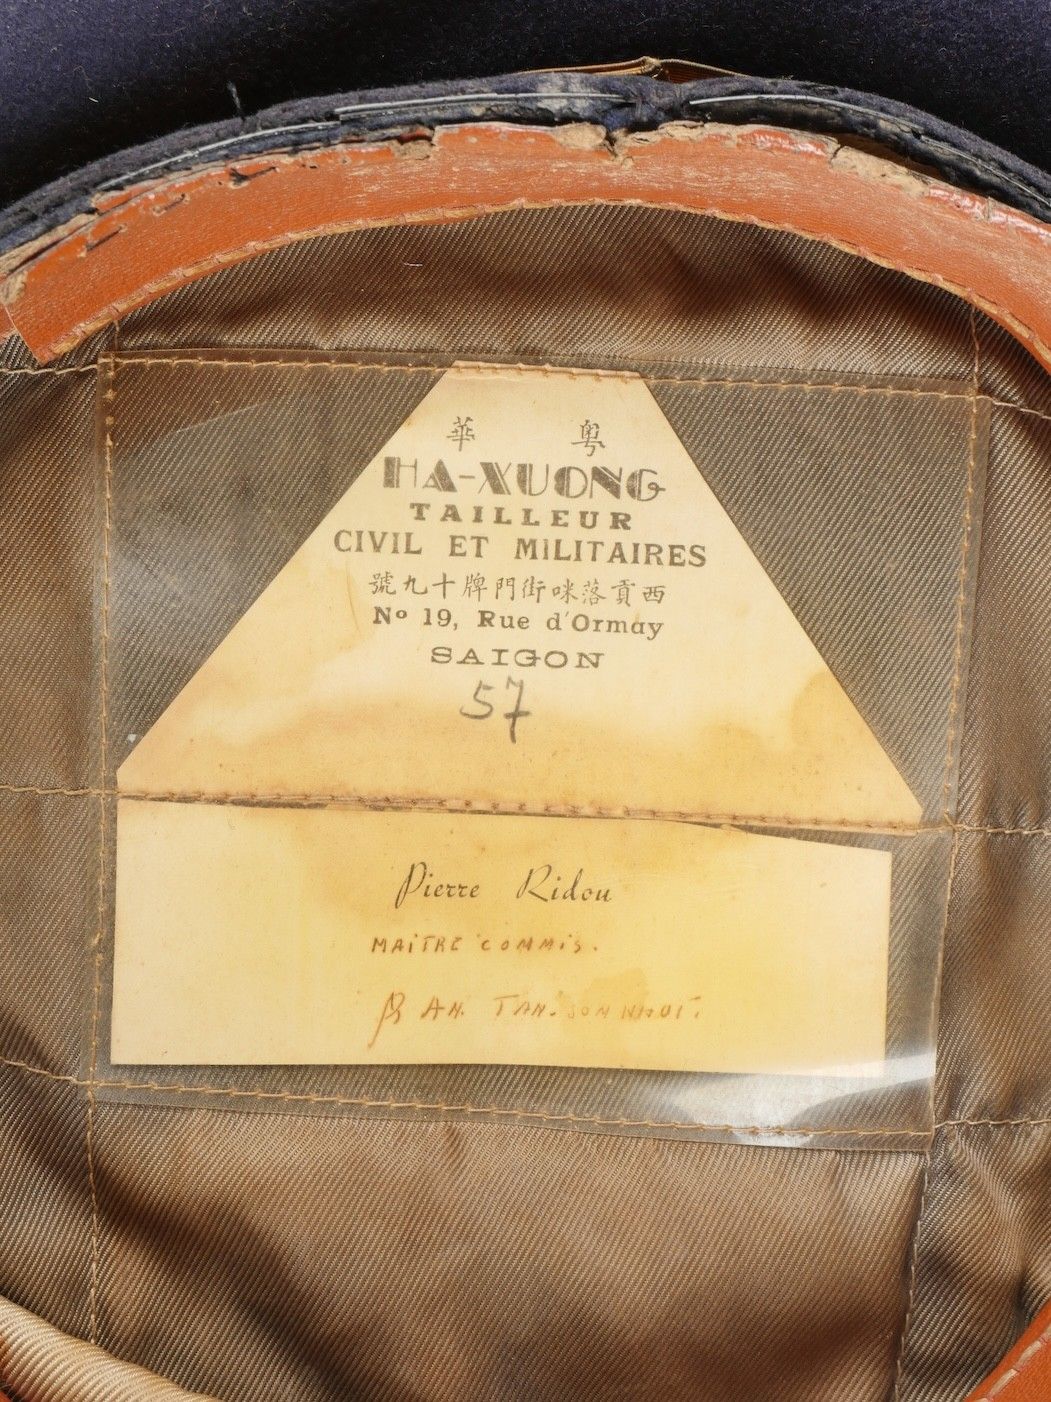 粵 華
HA-XUONG
TAILLEUR
CIVIL ET MILITAIRES
西貢落咪街門牌十九號
No 19, Rue d'Ormay
SAIGON
57
Pierre Ridou
MAITRE COMMIS.
AN. TAN. SON NHUT.